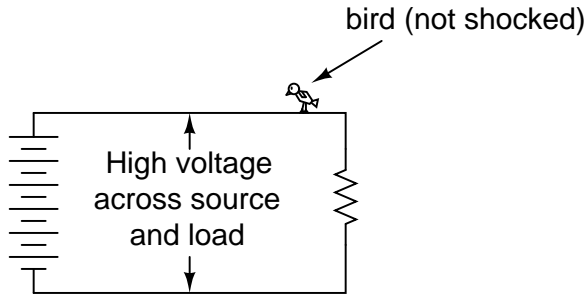 bird (not shocked)
High voltage
across source
and load